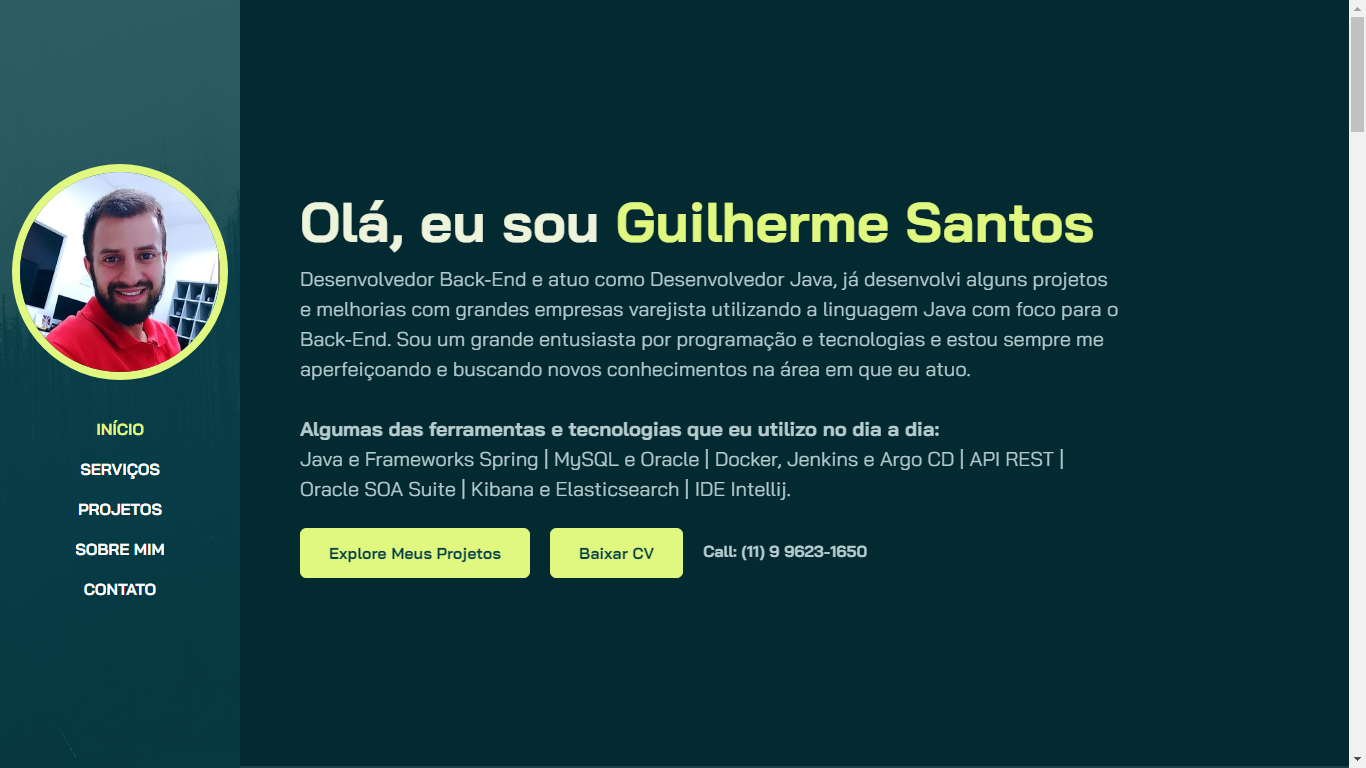 INÍCIO
SERVIÇOS
PROJETOS
SOBRE MIM
CONTATO
Olá, eu sou Guilherme Santos
Desenvolvedor Back-End e atuo como Desenvolvedor Java, já desenvolvi alguns projetos
e melhorias com grandes empresas varejista utilizando a linguagem Java com foco para o
Back-End. Sou um grande entusiasta por programação e tecnologias e estou sempre me
aperfeiçoando e buscando novos conhecimentos na área em que eu atuo.
Algumas das ferramentas e tecnologias que eu utilizo no dia a dia:
Java e Frameworks Spring | MySQL e Oracle | Docker, Jenkins e Argo CD | API REST |
Oracle SOA Suite | Kibana e Elasticsearch | IDE Intellij.
Explore Meus Projetos
Baixar CV
Call: (11) 9 9623-1650